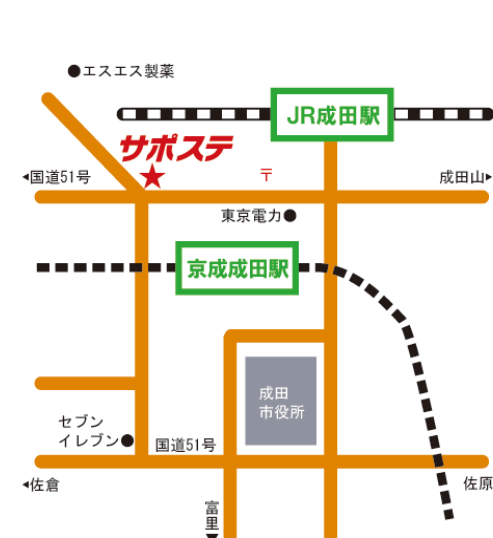 ●エスエス製薬
JR成田駅
サポステ
★
〒
◂国道51号
成田山▸
東京電力●
京成成田駅
成田
市役所
セブン
イレブン●
国道51号
◂佐倉
佐原
富里▼